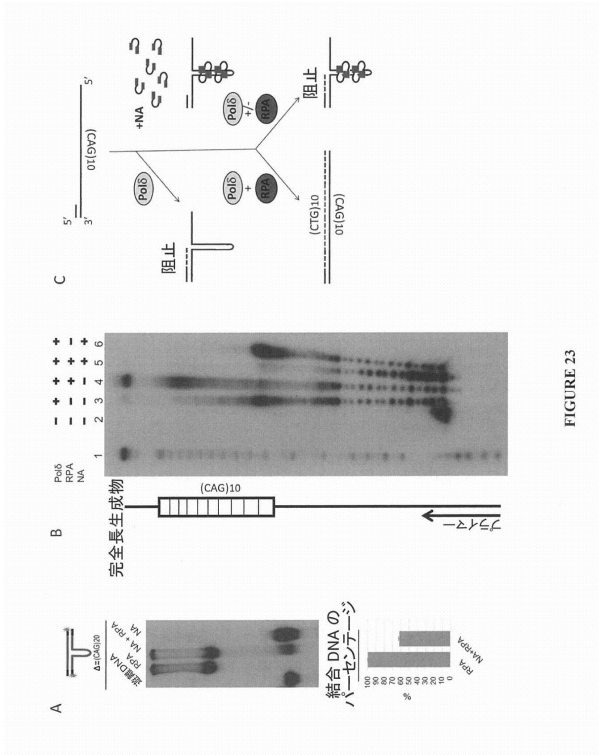 A
Δ=(CAG)20
遊離DNA
RPA
NA + RPA
NA
結合 DNA の
パーセンテージ
100
90
80
70
60
50
40
30
20
10
0
%
RPA
NA+RPA
B
Polδ − + + + +
RPA − − + + −
NA − − − + +
1 2 3 4 5 6
完全長生成物
(CAG)10
プライマー
C
5’
3’
(CAG)10
5’
+NA
Polδ
阻止
Polδ
+
RPA
(CTG)10
(CAG)10
Polδ
+/-
RPA
阻止
FIGURE 23